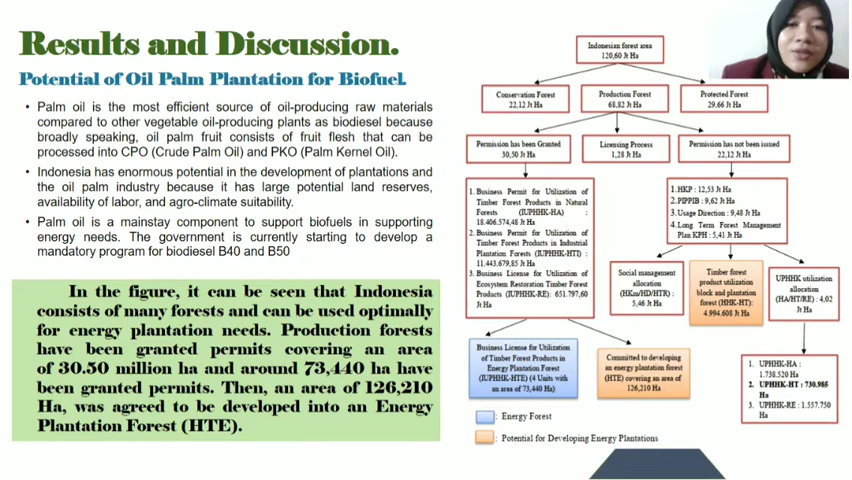 Results and Discussion.
Potential of Oil Palm Plantation for Biofuel.
• Palm oil is the most efficient source of oil-producing raw materials
compared to other vegetable oil-producing plants as biodiesel because
broadly speaking, oil palm fruit consists of fruit flesh that can be
processed into CPO (Crude Palm Oil) and PKO (Palm Kernel Oil).
• Indonesia has enormous potential in the development of plantations and
the oil palm industry because it has large potential land reserves,
availability of labor, and agro-climate suitability.
• Palm oil is a mainstay component to support biofuels in supporting
energy needs. The government is currently starting to develop a
mandatory program for biodiesel B40 and B50
In the figure, it can be seen that Indonesia
consists of many forests and can be used optimally
for energy plantation needs. Production forests
have been granted permits covering an area
of 30.50 million ha and around 73,440 ha have
been granted permits. Then, an area of 126,210
Ha, was agreed to be developed into an Energy
Plantation Forest (HTE).
Indonesian forest area
120,60 Jt Ha
Conservation Forest
22,12 Jt Ha
Production Forest
68,82 Jt Ha
Protected Forest
29.66 Jt Ha
Permission has been Granted
30,50 Jt Ha
Licensing Process
1,28 Jt Ha
Permission has not been issued
22,12 Jt Ha
1. Business Permit for Utilization of
Timber Forest Products in Natural
Forests (IUPHHK-HA) :
18.406.574,48 Jt Ha
2. Business Permit for Utilization of
Timber Forest Products in Industrial
Plantation Forests (IUPHHK-HTI) :
11.443.679,85 Jt Ha
3. Business License for Utilization of
Ecosystem Restoration Timber Forest
Products (IUPHHK-RE): 651.797,60
Jt Ha
1. HKP : 12,53 Jt Ha
2. PIPPIB : 9,62 Jt Ha
3. Usage Direction : 9,48 Jt Ha
4. Long Term Forest Management
Plan KPH : 5,41 Jt Ha
Social management
allocation
(HKm/HD/HTR) :
5,46 Jt Ha
Timber forest
product utilization
block and plantation
forest (HHK-HT):
4.994.608 Jt Ha
UPHHK utilization
allocation
(HA/HT/RE) : 4,02
Jt Ha
Business License for Utilization
of Timber Forest Products in
Energy Plantation Forest
(IUPHHK-HTE) (4 Units with
an area of 73,440 Ha)
Committed to developing
an energy plantation forest
(HTE) covering an area of
126,210 Ha
1. UPHHK-HA :
1.738.520 Ha
2. UPHHK-HT : 730.985
Ha
3. UPHHK-RE : 1.557.750
Ha
: Energy Forest
: Potential for Developing Energy Plantations